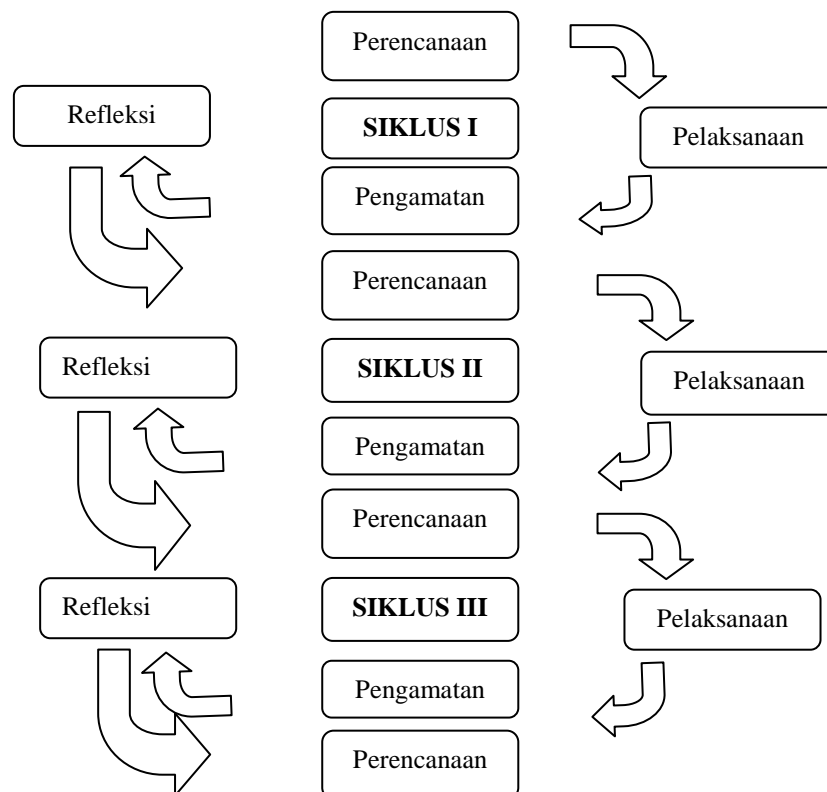 Perencanaan
Refleksi
SIKLUS I
Pelaksanaan
Pengamatan
Perencanaan
Refleksi
SIKLUS II
Pelaksanaan
Pengamatan
Perencanaan
Refleksi
SIKLUS III
Pelaksanaan
Pengamatan
Perencanaan